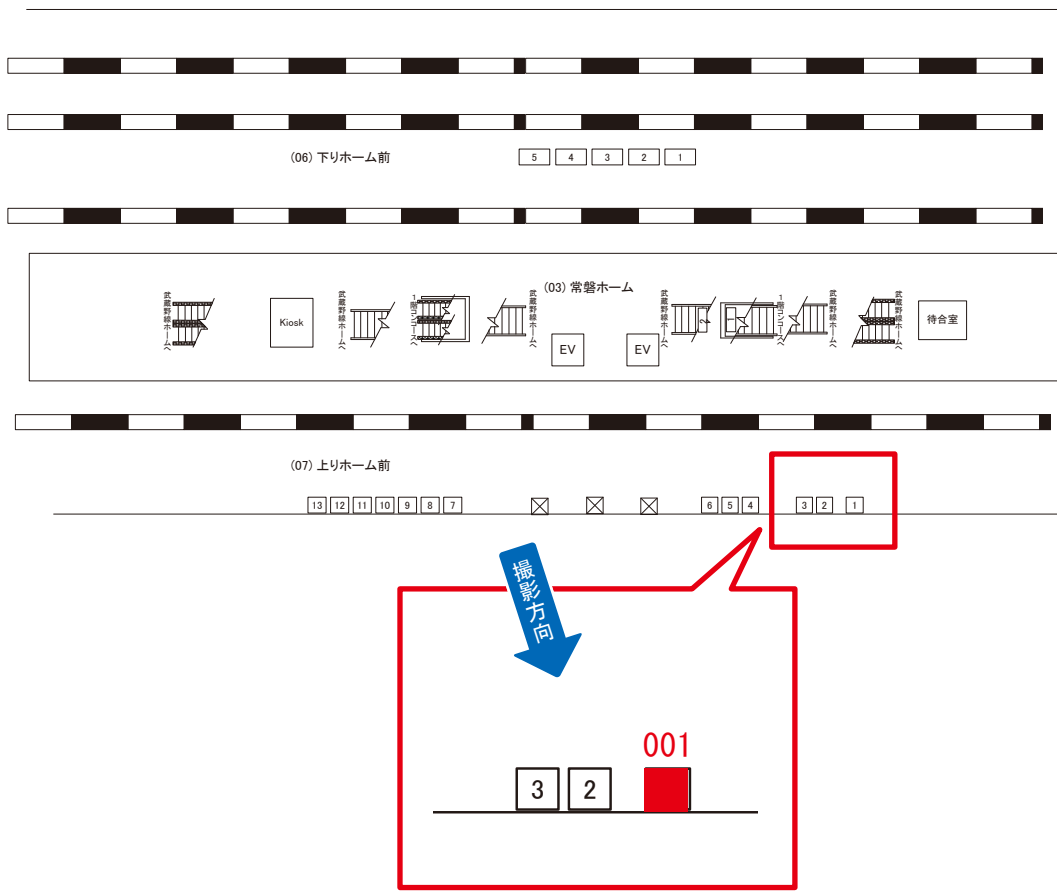 (06) 下りホーム前
5 4 3 2 1
(03) 常磐ホーム
武蔵野線ホームへ
Kiosk
武蔵野線ホームへ
1階コンコースへ
武蔵野線ホームへ
EV
EV
武蔵野線ホームへ
2
1
1階コンコースへ
武蔵野線ホームへ
武蔵野線ホームへ
待合室
(07) 上りホーム前
13 12 11 10 9 8 7 6 5 4 3 2 1
撮影方向
001
3 2